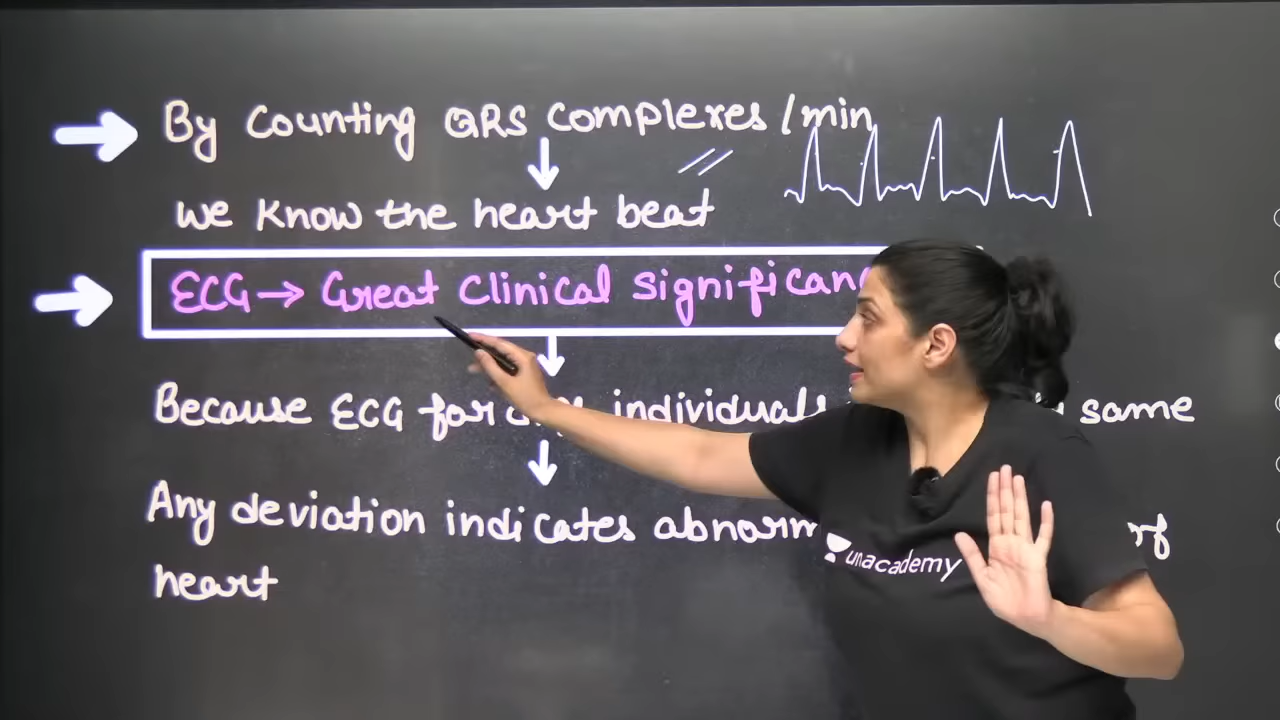 By Counting QRS complexes / min
we know the heart beat
ECG → Great Clinical Significan
Because ECG for individuals same
Any deviation indicates abnorm of
heart
unacademy